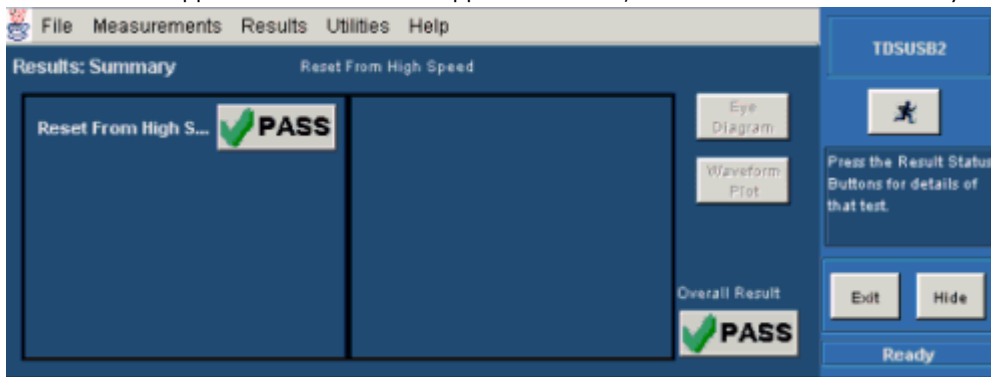 File Measurements Results Utilities Help
Results: Summary Reset From High Speed
Reset From High S... PASS
Eye
Diagram
Waveform
Plot
Overall Result
PASS
TDSUSB2
Press the Result Status
Buttons for details of
that test.
Exit Hide
Ready